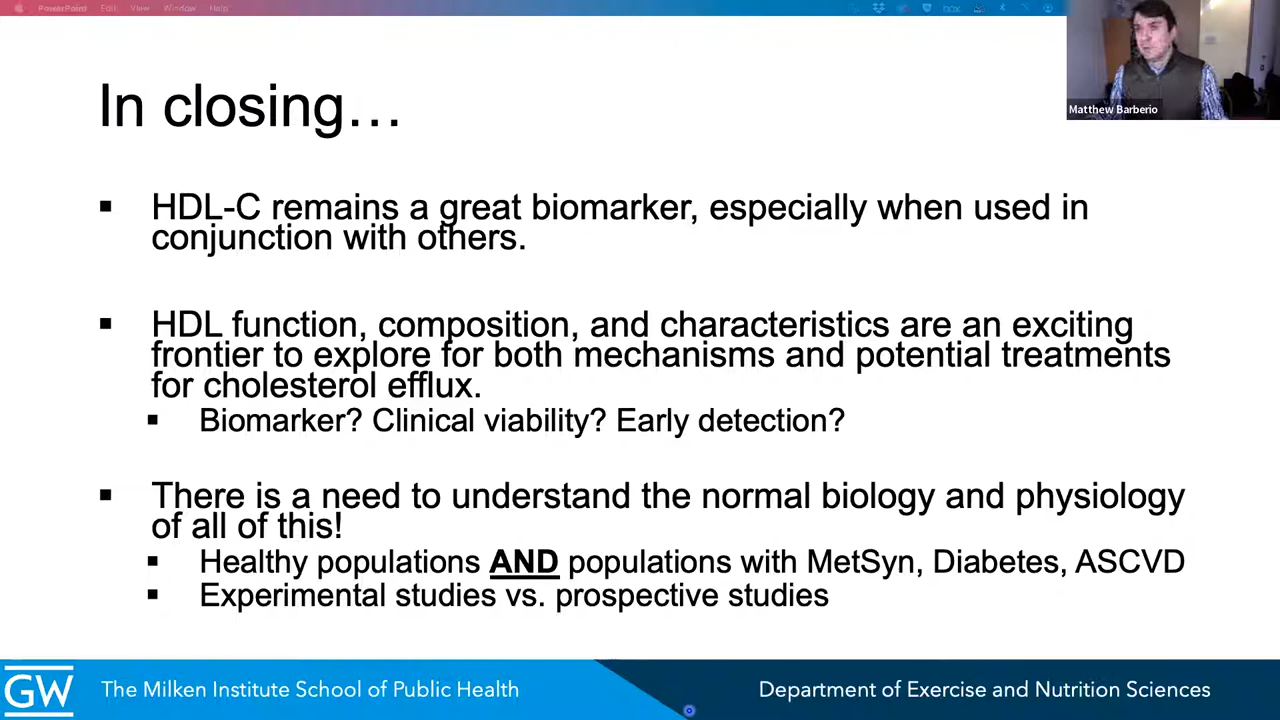 PowerPoint Edit View Window Help
box
Matthew Barberio
In closing...
▪ HDL-C remains a great biomarker, especially when used in
conjunction with others.
▪ HDL function, composition, and characteristics are an exciting
frontier to explore for both mechanisms and potential treatments
for cholesterol efflux.
▪ Biomarker? Clinical viability? Early detection?
▪ There is a need to understand the normal biology and physiology
of all of this!
▪ Healthy populations AND populations with MetSyn, Diabetes, ASCVD
▪ Experimental studies vs. prospective studies
GW The Milken Institute School of Public Health
Department of Exercise and Nutrition Sciences